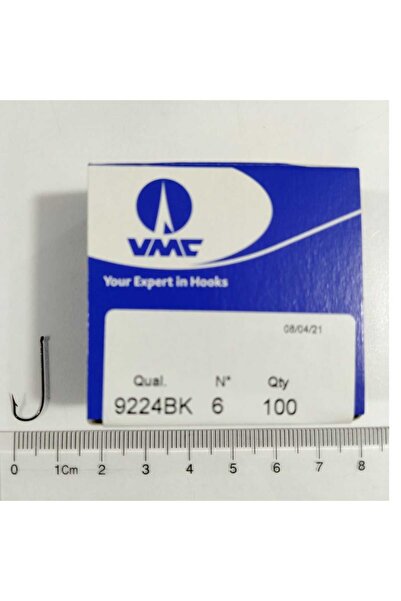 VMC
Your Expert in Hooks
08/04/21
Qual. N° Qty
9224BK 6 100
0 1Cm 2 3 4 5 6 7 8